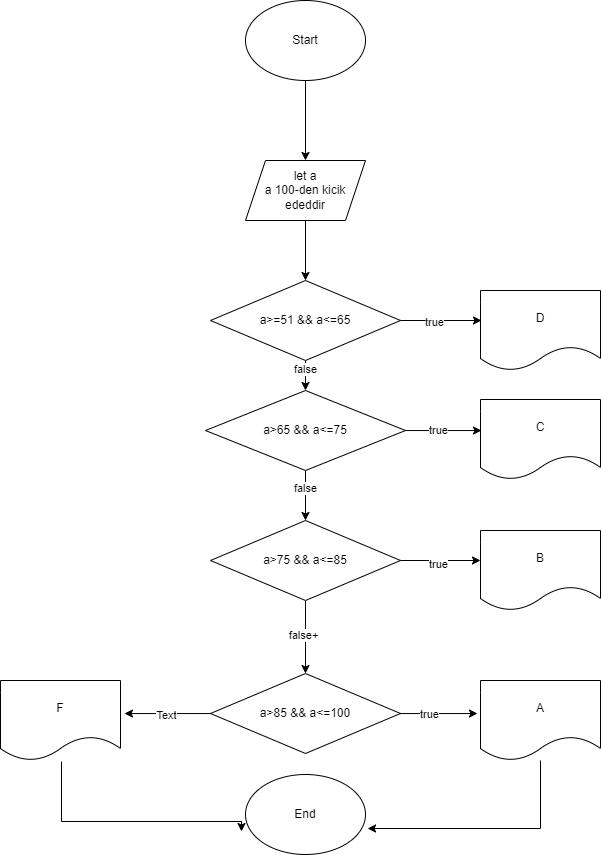 Start
let a
a 100-den kicik
ededdir
a>=51 && a<=65
true
D
false
a>65 && a<=75
true
C
false
a>75 && a<=85
true
B
false+
F
Text
a>85 && a<=100
true
A
End